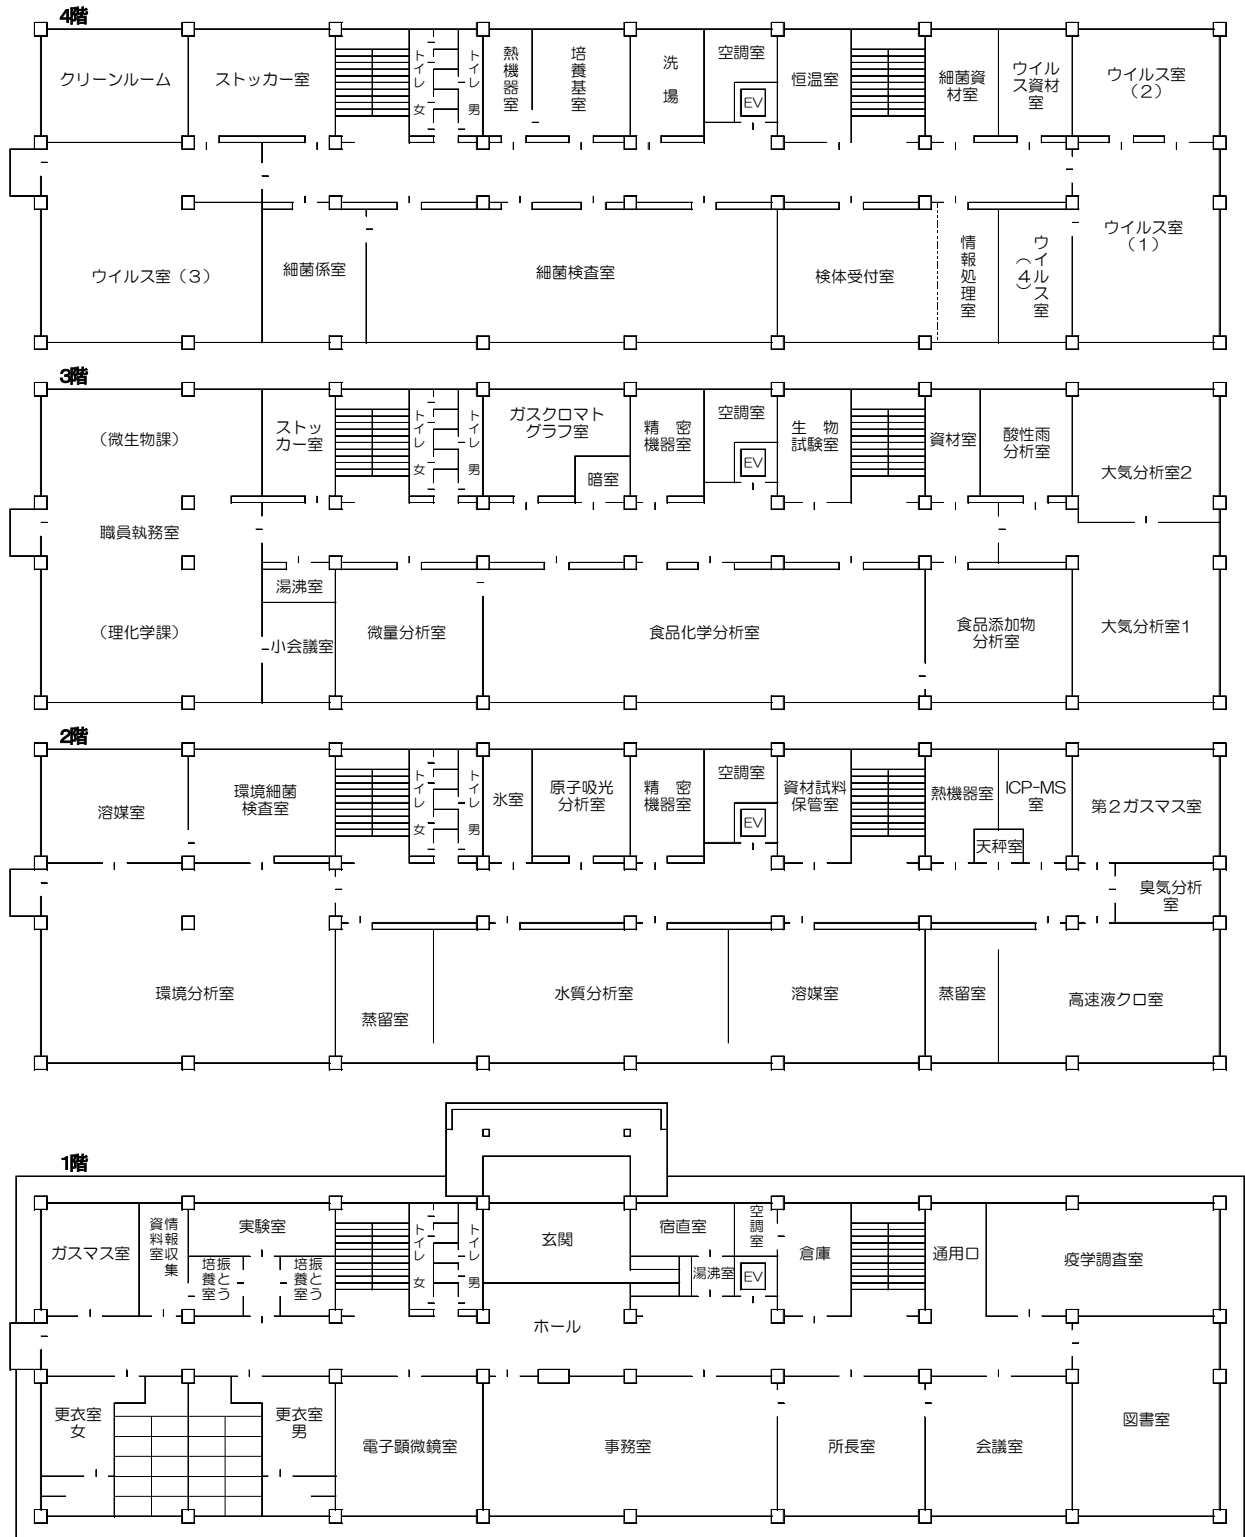 4階
クリーンルーム
ストッカー室
トイレ 女
トイレ 男
熱機器室
培養基室
洗場
空調室
EV
恒温室
細菌資
材室
ウイル
ス資材
室
ウイルス室
(2)
ウイルス室(3)
細菌係室
細菌検査室
検体受付室
情報処理室
ウイルス室
(4)
ウイルス室
(1)
3階
(微生物課)
ストッ
カー室
トイレ 女
トイレ 男
ガスクロマト
グラフ室
暗室
精 密
機器室
空調室
EV
生 物
試験室
資材室
酸性雨
分析室
大気分析室2
職員執務室
(理化学課)
湯沸室
小会議室
微量分析室
食品化学分析室
食品添加物
分析室
大気分析室1
2階
溶媒室
環境細菌
検査室
トイレ 女
トイレ 男
氷室
原子吸光
分析室
精 密
機器室
空調室
EV
資材試料
保管室
熱機器室
ICP-MS
室
天秤室
第2ガスマス室
臭気分析
室
環境分析室
蒸留室
水質分析室
溶媒室
蒸留室
高速液クロ室
1階
ガスマス室
情報収集
資料室
実験室
振とう
培養室
振とう
培養室
トイレ 女
トイレ 男
玄関
宿直室
空調室
湯沸室
EV
倉庫
通用口
疫学調査室
ホール
更衣室
女
更衣室
男
電子顕微鏡室
事務室
所長室
会議室
図書室